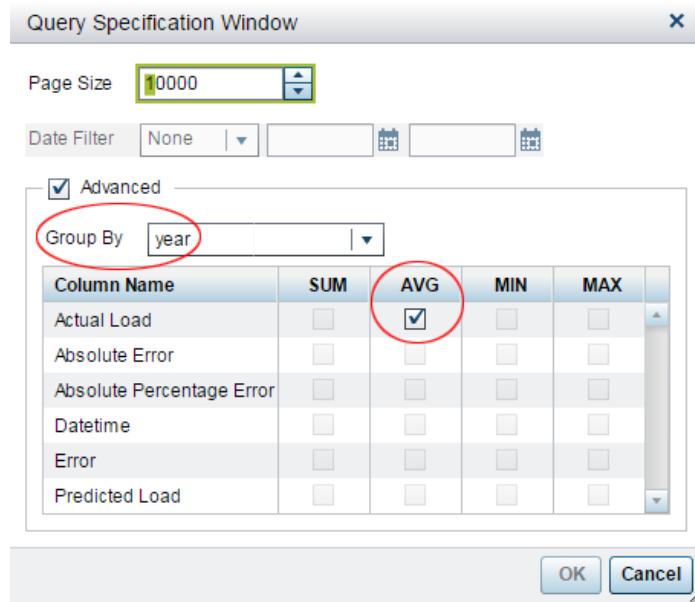 Query Specification Window
Page Size 10000
Date Filter None
Advanced
Group By year
Column Name SUM AVG MIN MAX
Actual Load
Absolute Error
Absolute Percentage Error
Datetime
Error
Predicted Load
OK Cancel